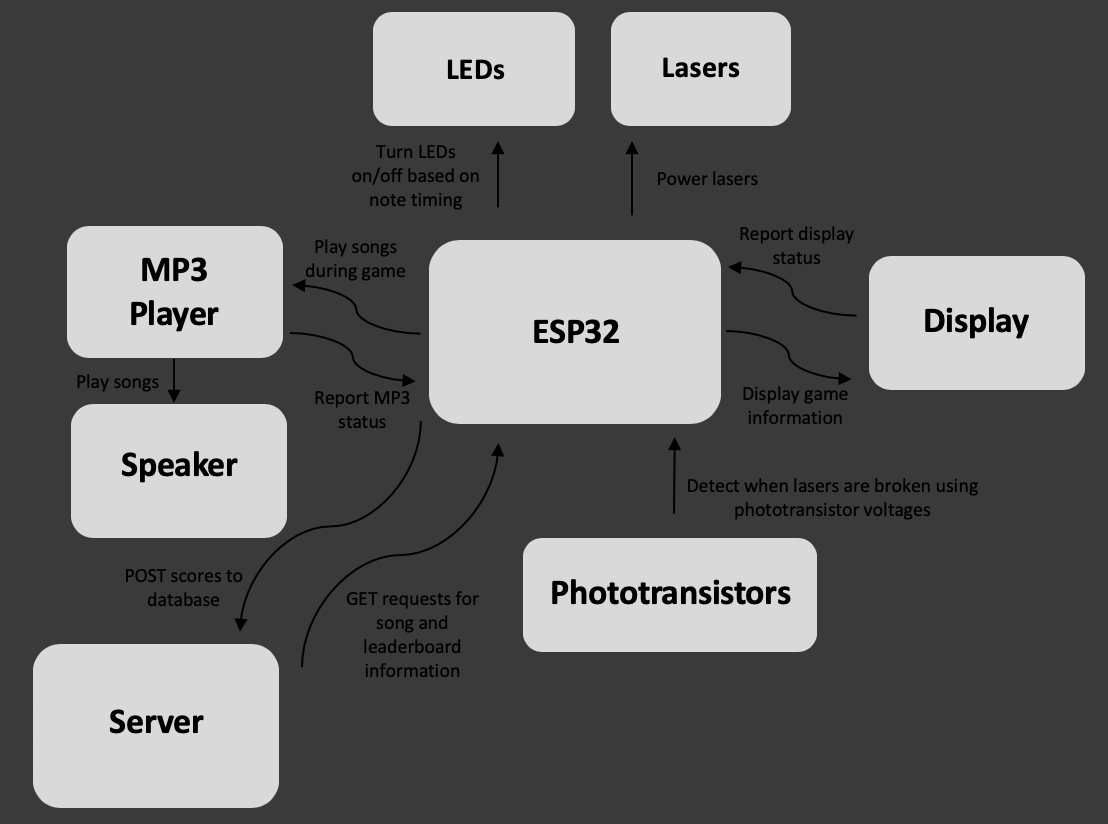 LEDs
Lasers
Turn LEDs
on/off based on
note timing
Power lasers
MP3
Player
Play songs
during game
ESP32
Report display
status
Display
Play songs
Report MP3
status
Display game
information
Speaker
Detect when lasers are broken using
phototransistor voltages
POST scores to
database
GET requests for
song and
leaderboard
information
Phototransistors
Server